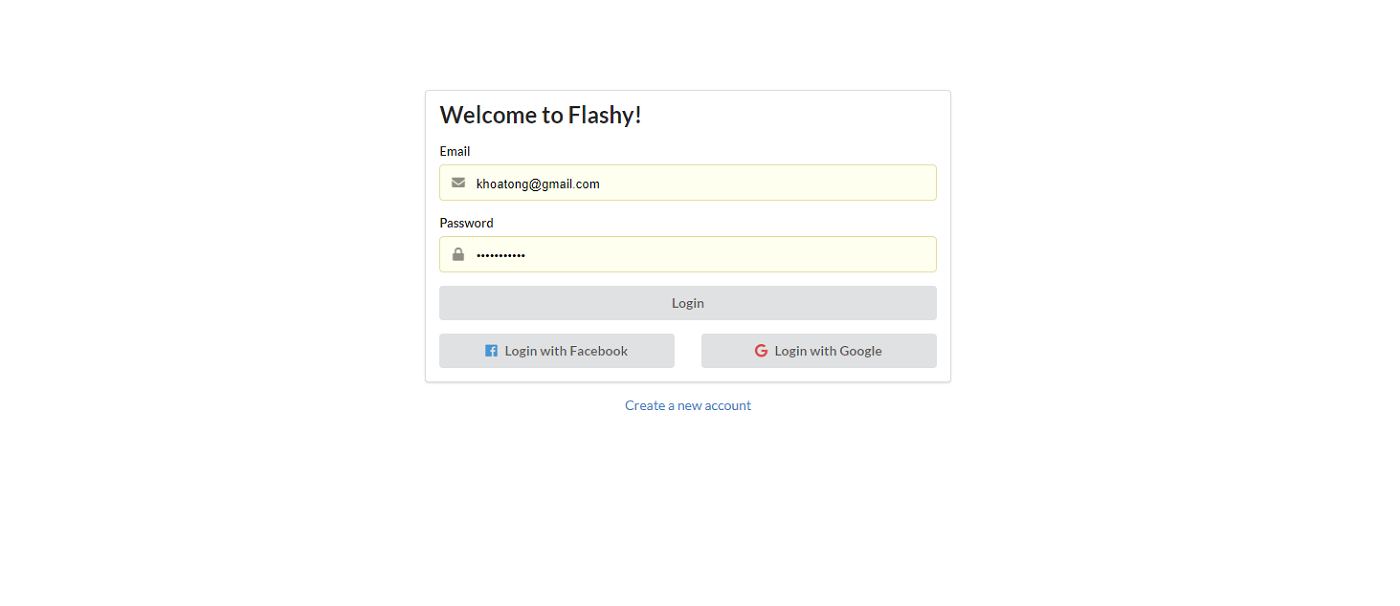 Welcome to Flashy!
Email
khoatong@gmail.com
Password
•••••••••••
Login
Login with Facebook
Login with Google
Create a new account